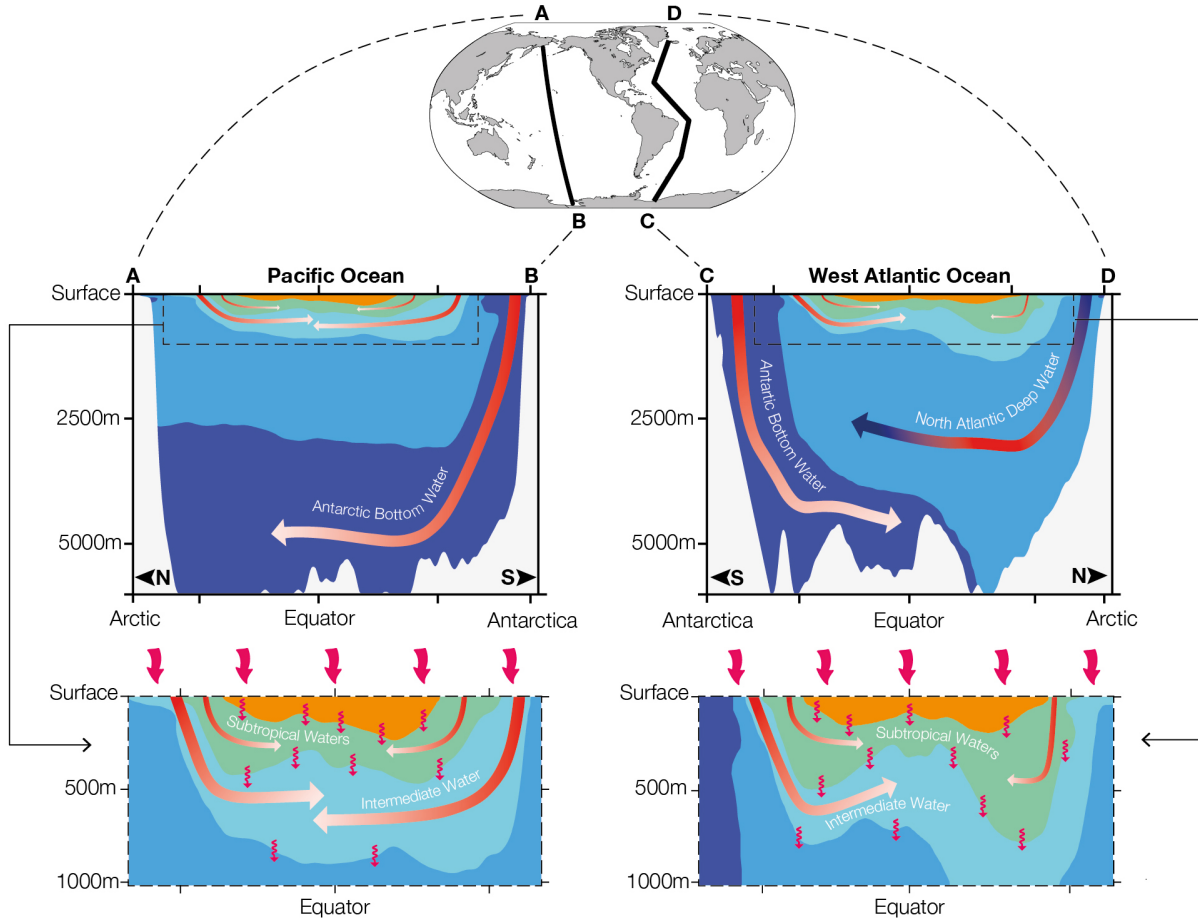 A D
B C
A Pacific Ocean B
C West Atlantic Ocean D
Surface
2500m
5000m
Antarctic Bottom Water
N S
Arctic Equator Antarctica
Surface
2500m
5000m
Antartic Bottom Water
North Atlantic Deep Water
S N
Antarctica Equator Arctic
Surface
500m
1000m
Subtropical Waters
Intermediate Water
Equator
Surface
500m
1000m
Subtropical Waters
Intermediate Water
Equator